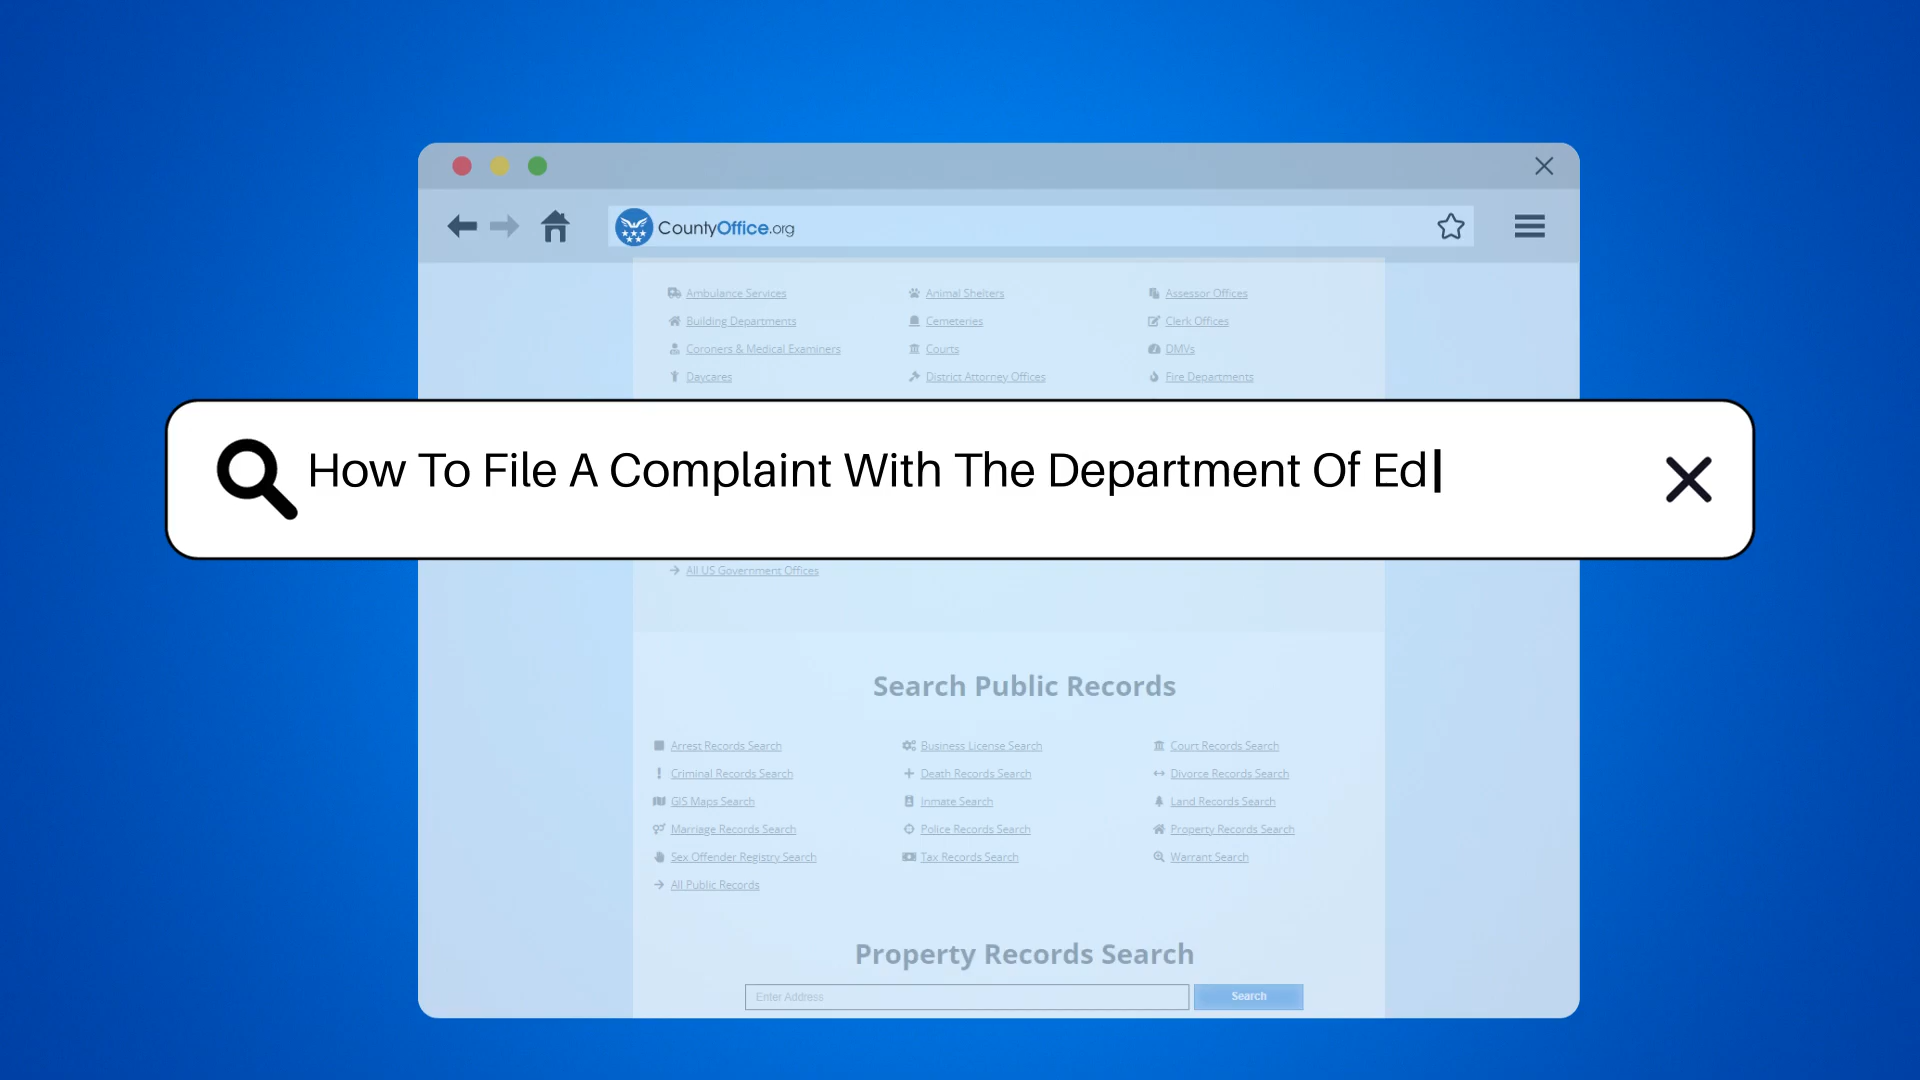 CountyOffice.org
Ambulance Services Animal Shelters Assessor Offices
Building Departments Cemeteries Clerk Offices
Coroners & Medical Examiners Courts DMVs
Daycares District Attorney Offices Fire Departments
How To File A Complaint With The Department Of Ed
All US Government Offices
Search Public Records
Arrest Records Search Business License Search Court Records Search
Criminal Records Search Death Records Search Divorce Records Search
GIS Maps Search Inmate Search Land Records Search
Marriage Records Search Police Records Search Property Records Search
Sex Offender Registry Search Tax Records Search Warrant Search
All Public Records
Property Records Search
Enter Address Search